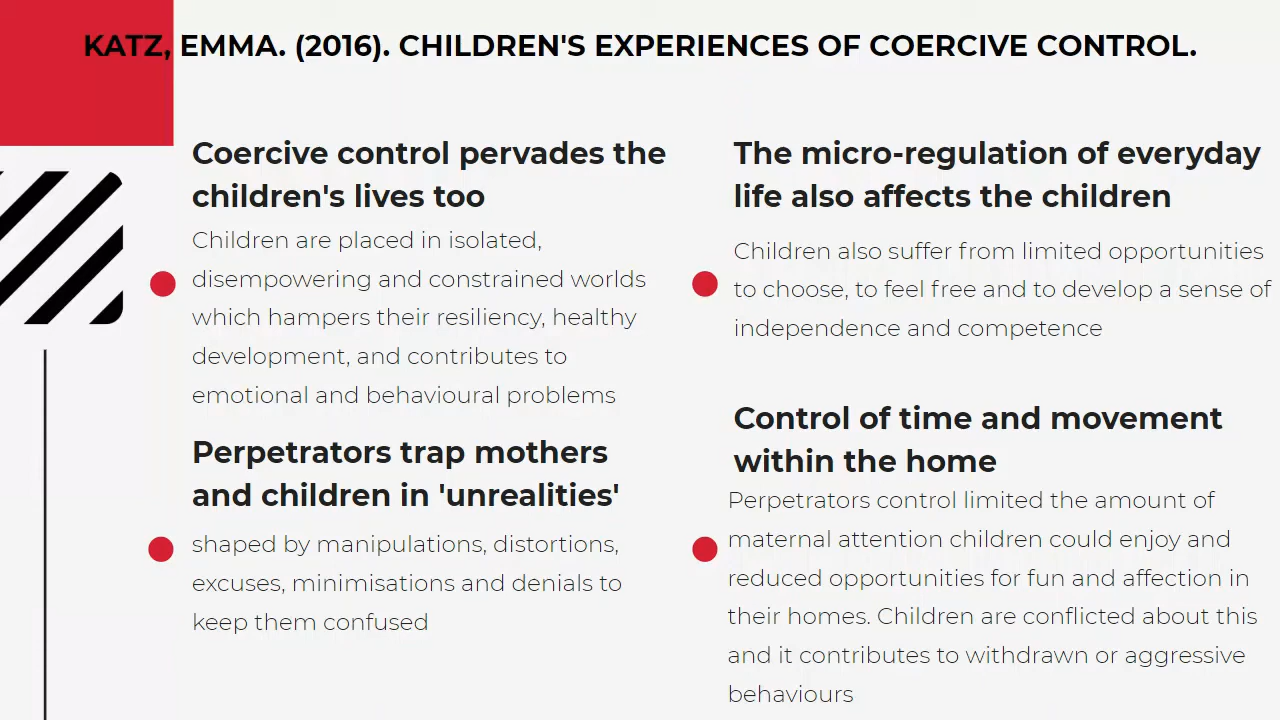 KATZ, EMMA. (2016). CHILDREN'S EXPERIENCES OF COERCIVE CONTROL.
Coercive control pervades the
children's lives too
Children are placed in isolated,
disempowering and constrained worlds
which hampers their resiliency, healthy
development, and contributes to
emotional and behavioural problems
Perpetrators trap mothers
and children in 'unrealities'
shaped by manipulations, distortions,
excuses, minimisations and denials to
keep them confused
The micro-regulation of everyday
life also affects the children
Children also suffer from limited opportunities
to choose, to feel free and to develop a sense of
independence and competence
Control of time and movement
within the home
Perpetrators control limited the amount of
maternal attention children could enjoy and
reduced opportunities for fun and affection in
their homes. Children are conflicted about this
and it contributes to withdrawn or aggressive
behaviours